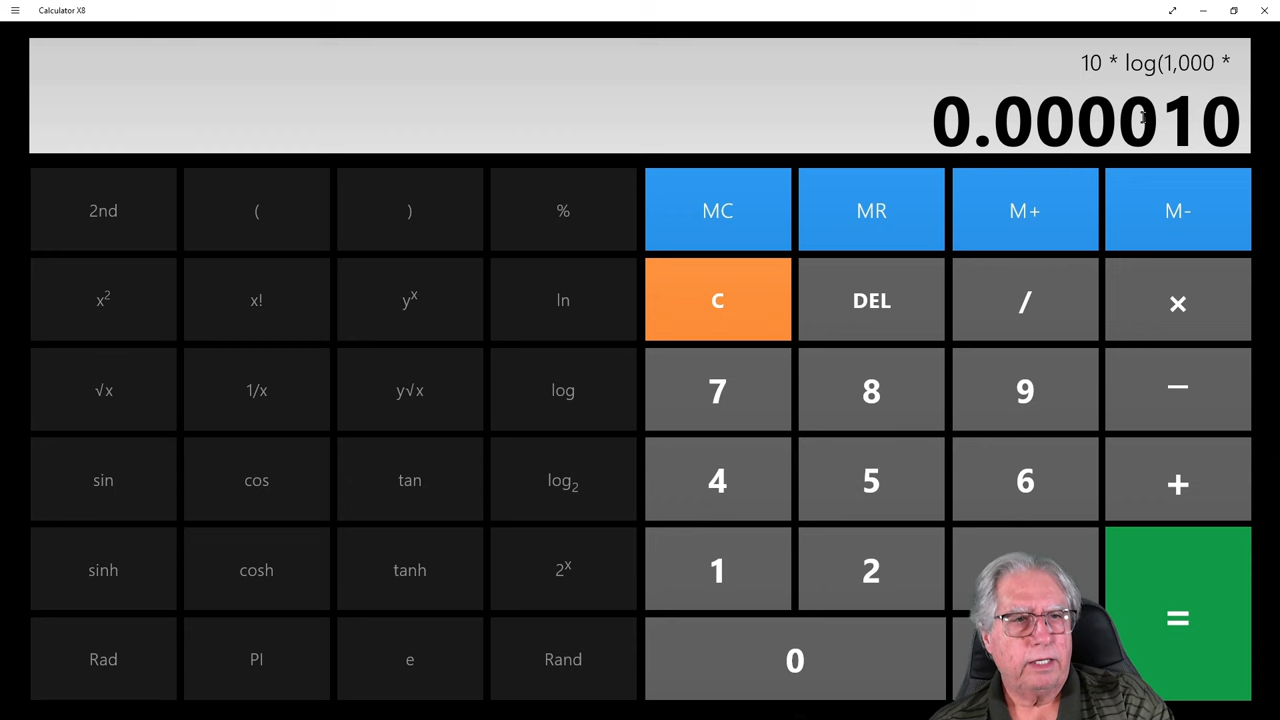 Calculator X8
10 * log(1,000 *
0.000010
2nd ( ) % MC MR M+ M-
x² x! yˣ ln C DEL / ×
√x 1/x y√x log 7 8 9 −
sin cos tan log₂ 4 5 6 +
sinh cosh tanh 2ˣ 1 2 =
Rad PI e Rand 0